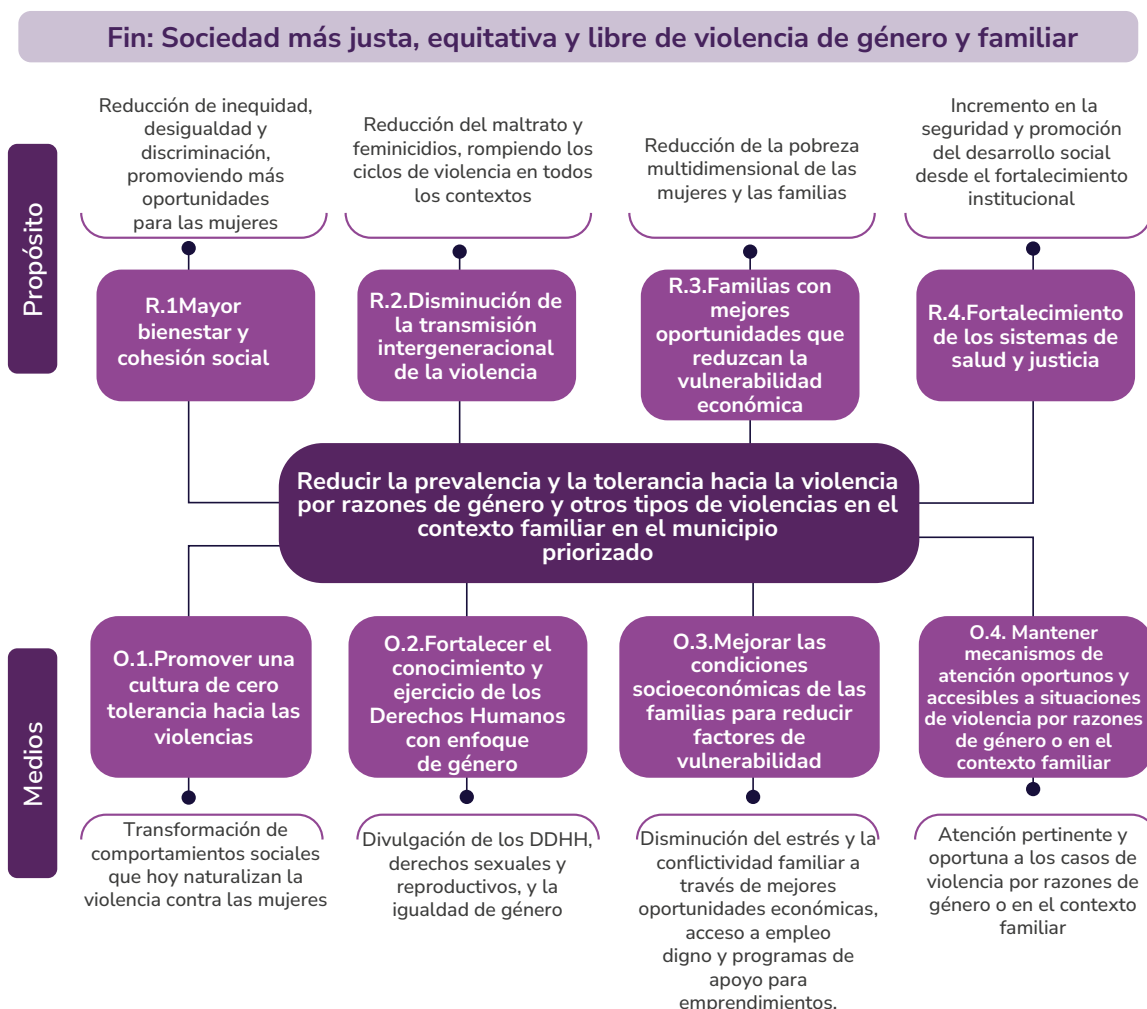 Fin: Sociedad más justa, equitativa y libre de violencia de género y familiar
Propósito
Reducción de inequidad,
desigualdad y
discriminación,
promoviendo más
oportunidades
para las mujeres
Reducción del maltrato y
feminicidios, rompiendo los
ciclos de violencia en todos
los contextos
Reducción de la pobreza
multidimensional de las
mujeres y las familias
Incremento en la
seguridad y promoción
del desarrollo social
desde el fortalecimiento
institucional
R.1Mayor
bienestar y
cohesión social
R.2.Disminución de
la transmisión
intergeneracional
de la violencia
R.3.Familias con
mejores
oportunidades que
reduzcan la
vulnerabilidad
económica
R.4.Fortalecimiento
de los sistemas de
salud y justicia
Reducir la prevalencia y la tolerancia hacia la violencia
por razones de género y otros tipos de violencias en el
contexto familiar en el municipio
priorizado
Medios
O.1.Promover una
cultura de cero
tolerancia hacia las
violencias
O.2.Fortalecer el
conocimiento y
ejercicio de los
Derechos Humanos
con enfoque
de género
O.3.Mejorar las
condiciones
socioeconómicas de las
familias para reducir
factores de
vulnerabilidad
O.4. Mantener
mecanismos de
atención oportunos y
accesibles a situaciones
de violencia por razones
de género o en el
contexto familiar
Transformación de
comportamientos sociales
que hoy naturalizan la
violencia contra las mujeres
Divulgación de los DDHH,
derechos sexuales y
reproductivos, y la
igualdad de género
Disminución del estrés y la
conflictividad familiar a
través de mejores
oportunidades económicas,
acceso a empleo
digno y programas de
apoyo para
emprendimientos.
Atención pertinente y
oportuna a los casos de
violencia por razones de
género o en el contexto
familiar